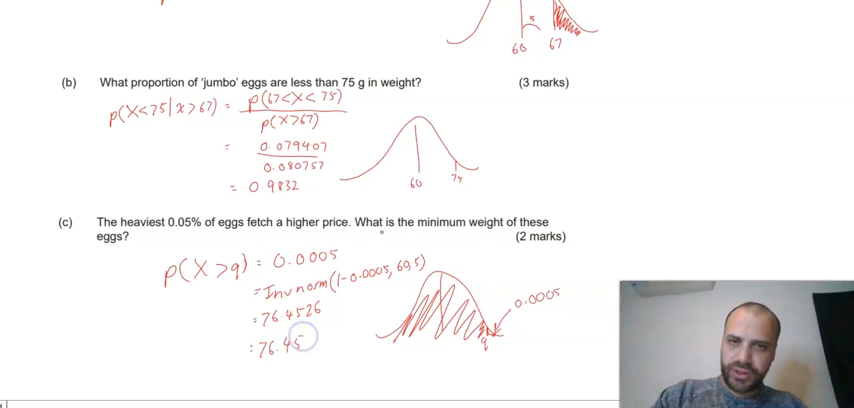 5
60 67
(b) What proportion of ‘jumbo’ eggs are less than 75 g in weight? (3 marks)
p(X<75|x>67) = p(67<X<75)
p(X>67)
= 0.079407
0.080757
= 0.9832
60 75
(c) The heaviest 0.05% of eggs fetch a higher price. What is the minimum weight of these
eggs? (2 marks)
p(X>q) = 0.0005
= Inv norm(1-0.0005, 60, 5)
= 76.4526
= 76.45
0.0005
q